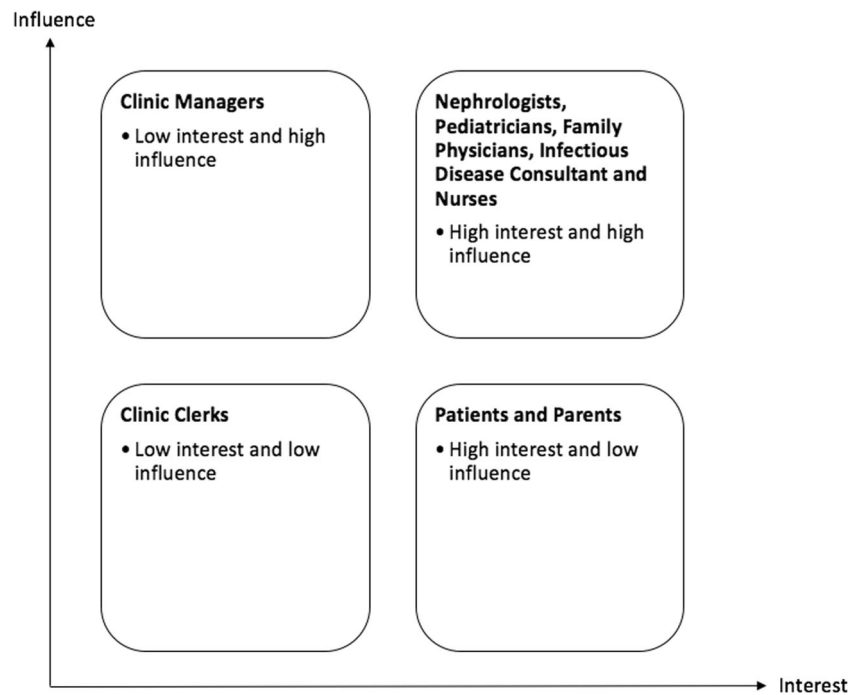 Influence
Clinic Managers
• Low interest and high
influence
Nephrologists,
Pediatricians, Family
Physicians, Infectious
Disease Consultant and
Nurses
• High interest and high
influence
Clinic Clerks
• Low interest and low
influence
Patients and Parents
• High interest and low
influence
Interest